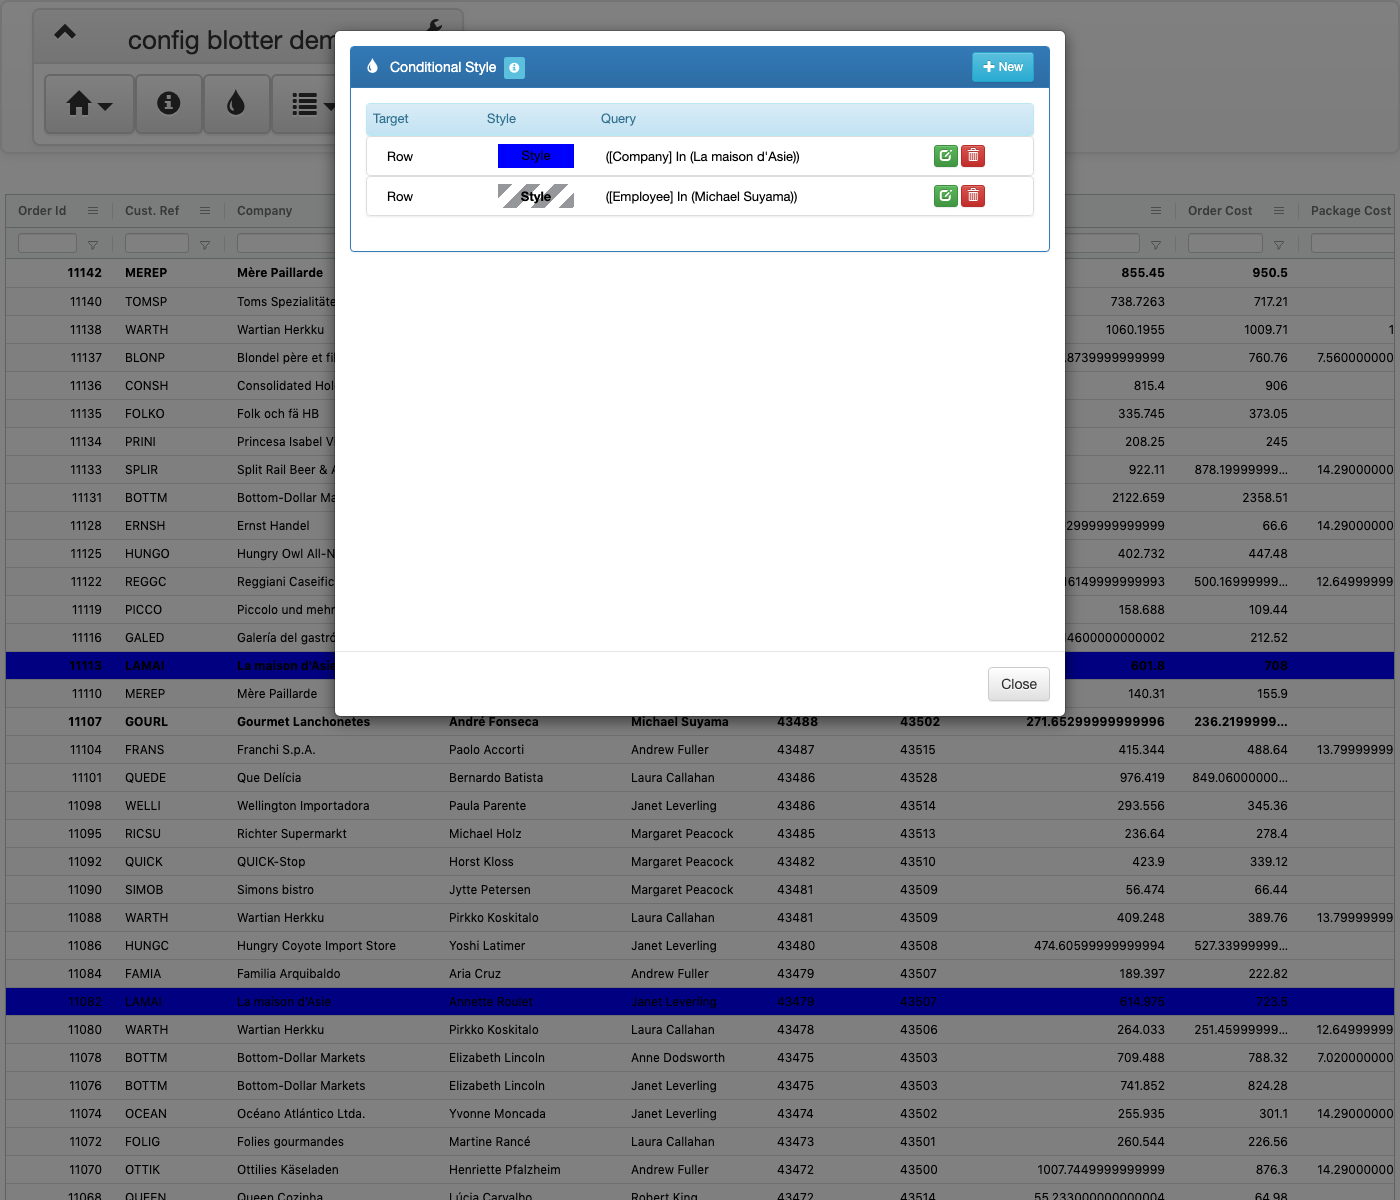 config blotter dem
Conditional Style
New
Target Style Query
Row Style ([Company] In (La maison d'Asie))
Row Style ([Employee] In (Michael Suyama))
Close
Order Id Cust. Ref Company Order Cost Package Cost
11142 MEREP Mère Paillarde 855.45 950.5
11140 TOMSP Toms Spezialitäte 738.7263 717.21
11138 WARTH Wartian Herkku 1060.1955 1009.71 1
11137 BLONP Blondel père et fil .8739999999999 760.76 7.560000000
11136 CONSH Consolidated Hol 815.4 906
11135 FOLKO Folk och fä HB 335.745 373.05
11134 PRINI Princesa Isabel Vi 208.25 245
11133 SPLIR Split Rail Beer & A 922.11 878.19999999... 14.29000000
11131 BOTTM Bottom-Dollar Ma 2122.659 2358.51
11128 ERNSH Ernst Handel 2999999999999 66.6 14.29000000
11125 HUNGO Hungry Owl All-N 402.732 447.48
11122 REGGC Reggiani Caseific 6149999999993 500.16999999... 12.64999999
11119 PICCO Piccolo und mehr 158.688 109.44
11116 GALED Galería del gastró 4600000000002 212.52
11113 LAMAI La maison d'Asie 601.8 708
11110 MEREP Mère Paillarde 140.31 155.9
11107 GOURL Gourmet Lanchonetes André Fonseca Michael Suyama 43488 43502 271.65299999999996 236.2199999...
11104 FRANS Franchi S.p.A. Paolo Accorti Andrew Fuller 43487 43515 415.344 488.64 13.79999999
11101 QUEDE Que Delícia Bernardo Batista Laura Callahan 43486 43528 976.419 849.06000000...
11098 WELLI Wellington Importadora Paula Parente Janet Leverling 43486 43514 293.556 345.36
11095 RICSU Richter Supermarkt Michael Holz Margaret Peacock 43485 43513 236.64 278.4
11092 QUICK QUICK-Stop Horst Kloss Margaret Peacock 43482 43510 423.9 339.12
11090 SIMOB Simons bistro Jytte Petersen Margaret Peacock 43481 43509 56.474 66.44
11088 WARTH Wartian Herkku Pirkko Koskitalo Laura Callahan 43481 43509 409.248 389.76 13.79999999
11086 HUNGC Hungry Coyote Import Store Yoshi Latimer Janet Leverling 43480 43508 474.60599999999994 527.33999999...
11084 FAMIA Familia Arquibaldo Aria Cruz Andrew Fuller 43479 43507 189.397 222.82
11082 LAMAI La maison d'Asie Annette Roulet Janet Leverling 43479 43507 614.975 723.5
11080 WARTH Wartian Herkku Pirkko Koskitalo Laura Callahan 43478 43506 264.033 251.45999999... 12.64999999
11078 BOTTM Bottom-Dollar Markets Elizabeth Lincoln Anne Dodsworth 43475 43503 709.488 788.32 7.020000000
11076 BOTTM Bottom-Dollar Markets Elizabeth Lincoln Janet Leverling 43475 43503 741.852 824.28
11074 OCEAN Océano Atlántico Ltda. Yvonne Moncada Janet Leverling 43474 43502 255.935 301.1 14.29000000
11072 FOLIG Folies gourmandes Martine Rancé Laura Callahan 43473 43501 260.544 226.56
11070 OTTIK Ottilies Käseladen Henriette Pfalzheim Andrew Fuller 43472 43500 1007.7449999999999 876.3 14.29000000
11068 QUEEN Queen Cozinha Lúcia Carvalho Robert King 43472 43514 55.233000000000004 64.98